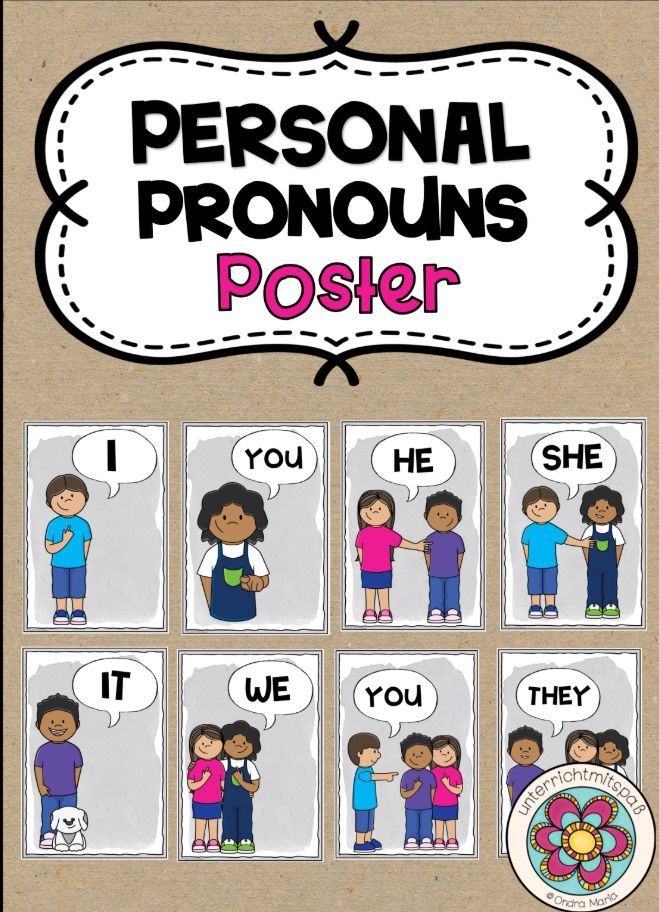 PERSONAL
PRONOUNS
Poster
I
YOU
HE
SHE
IT
WE
YOU
THEY
unterrichtmitspaß
©Ondra Maria